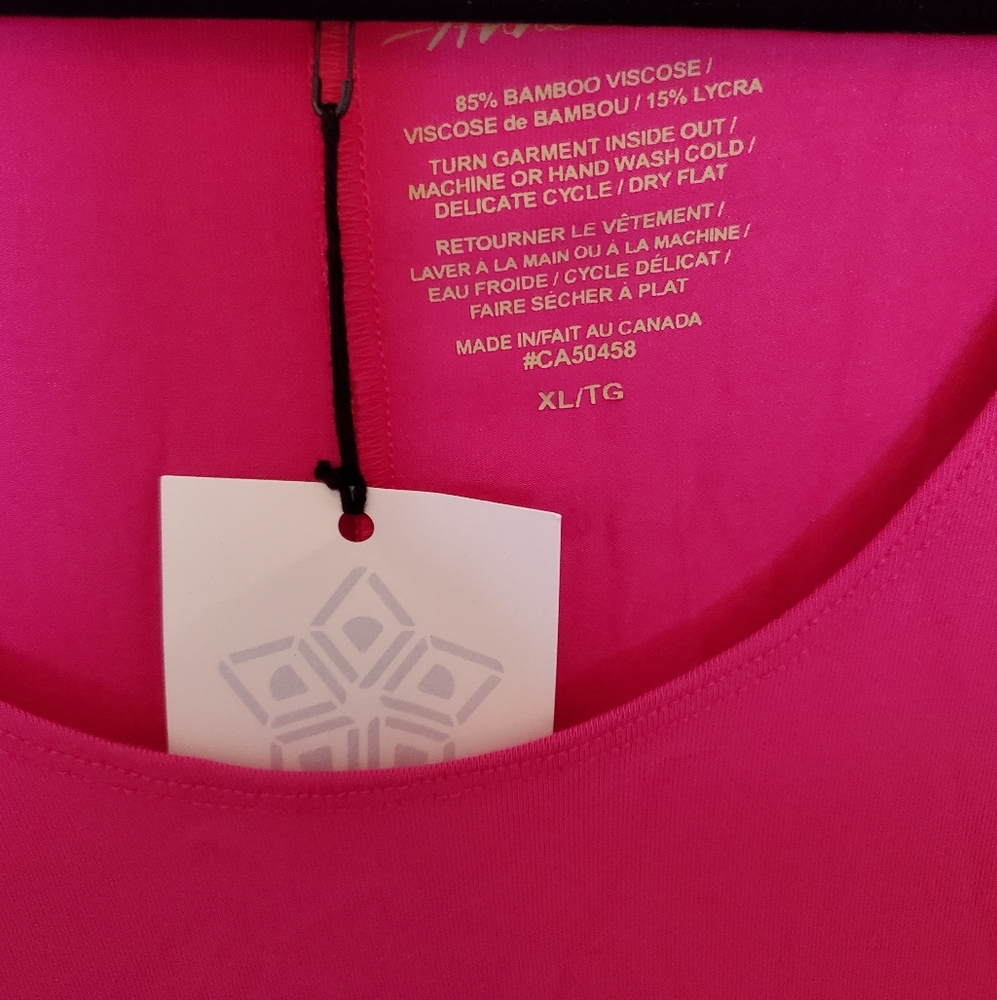 85% BAMBOO VISCOSE /
VISCOSE de BAMBOU / 15% LYCRA
TURN GARMENT INSIDE OUT /
MACHINE OR HAND WASH COLD /
DELICATE CYCLE / DRY FLAT
RETOURNER LE VÊTEMENT /
LAVER À LA MAIN OU À LA MACHINE /
EAU FROIDE / CYCLE DÉLICAT /
FAIRE SÉCHER À PLAT
MADE IN/FAIT AU CANADA
#CA50458
XL/TG